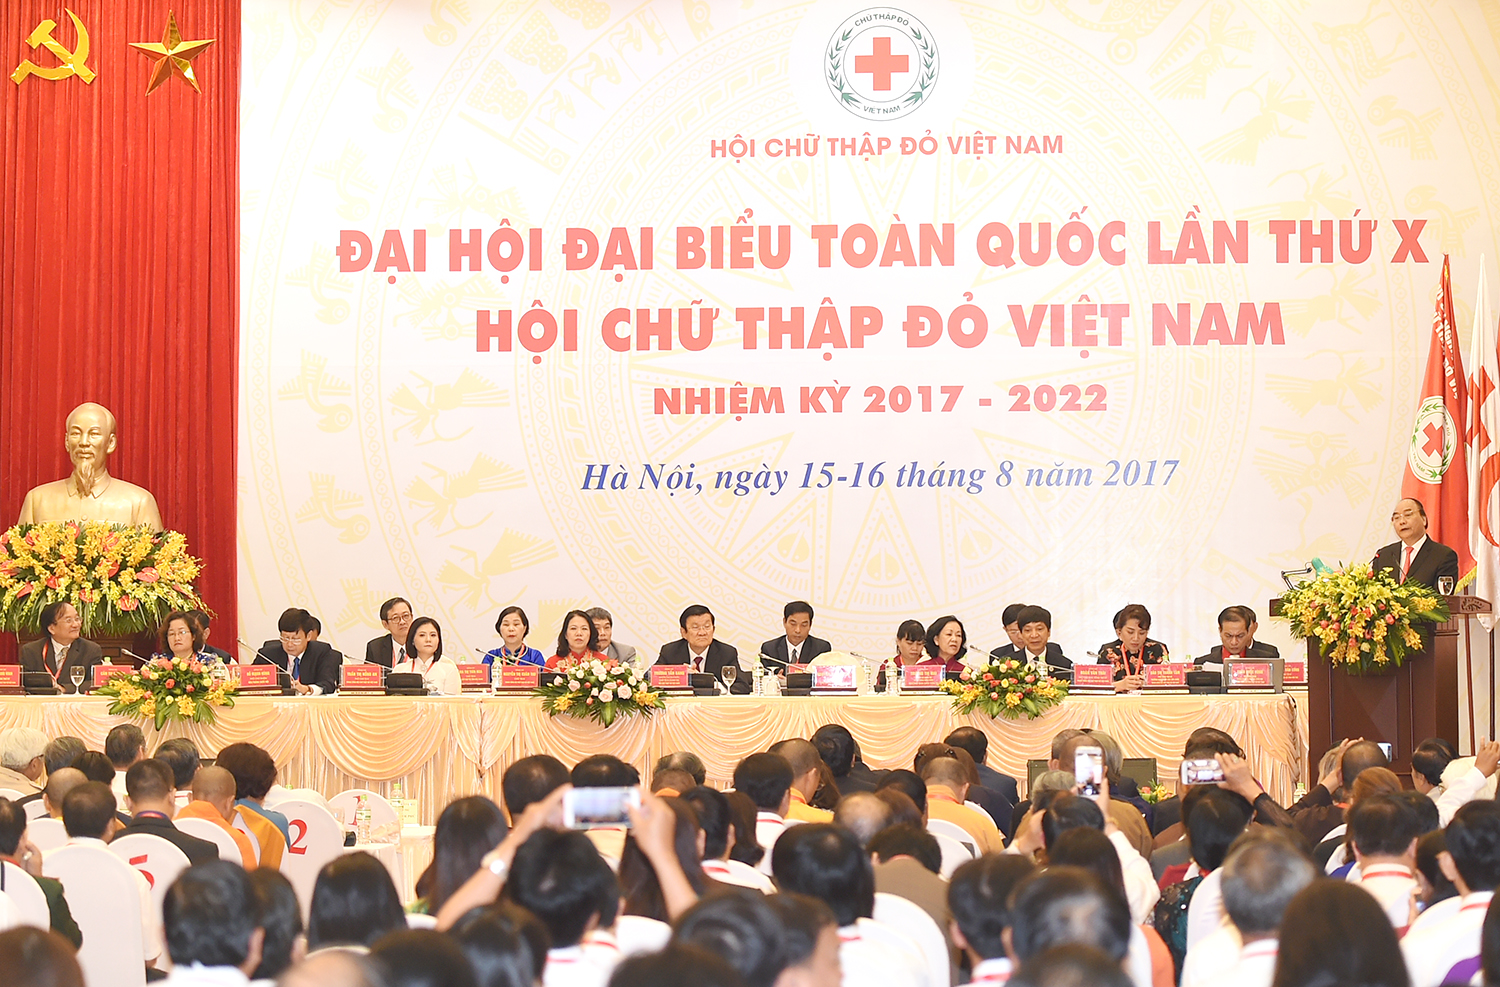 CHỮ THẬP ĐỎ
VIỆT NAM
HỘI CHỮ THẬP ĐỎ VIỆT NAM
ĐẠI HỘI ĐẠI BIỂU TOÀN QUỐC LẦN THỨ X
HỘI CHỮ THẬP ĐỎ VIỆT NAM
NHIỆM KỲ 2017 - 2022
Hà Nội, ngày 15-16 tháng 8 năm 2017
2
5